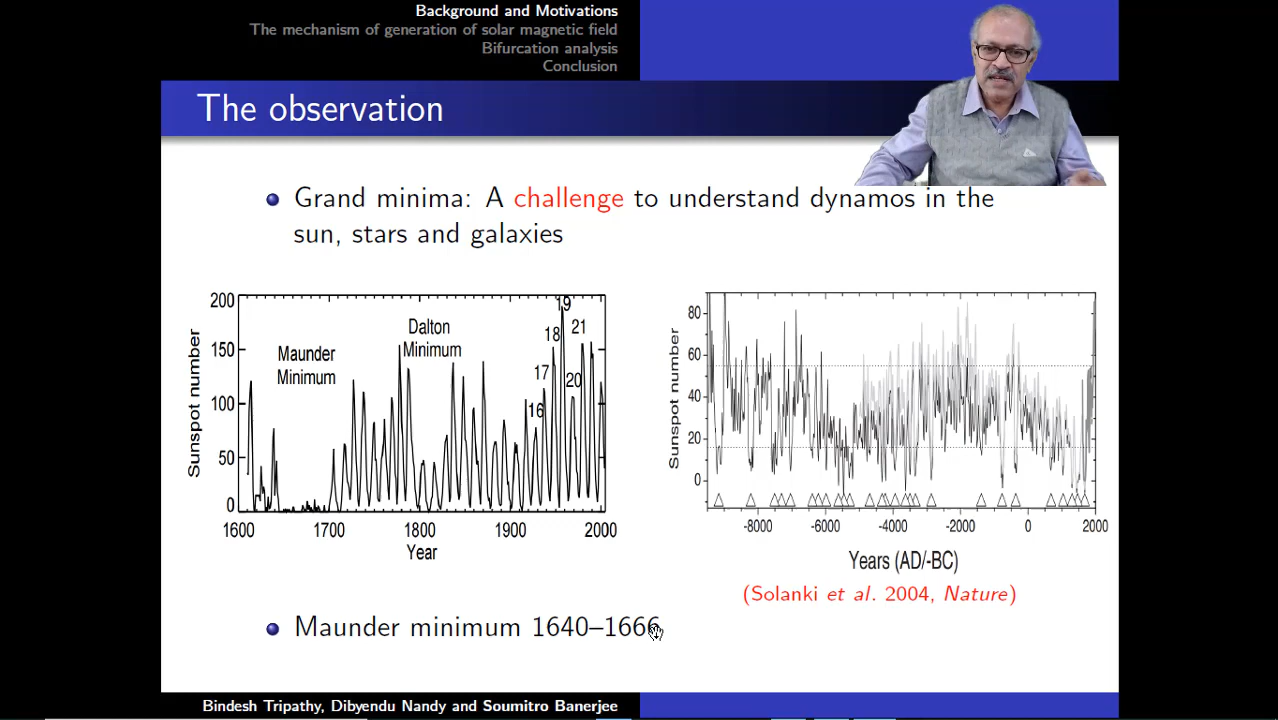 Background and Motivations
The mechanism of generation of solar magnetic field
Bifurcation analysis
Conclusion
The observation
Grand minima: A challenge to understand dynamos in the
sun, stars and galaxies
200
150
100
50
0
Sunspot number
Maunder
Minimum
Dalton
Minimum
16
17
18
19
20
21
1600 1700 1800 1900 2000
Year
80
60
40
20
0
Sunspot number
-8000 -6000 -4000 -2000 0 2000
Years (AD/-BC)
(Solanki et al. 2004, Nature)
Maunder minimum 1640–1666
Bindesh Tripathy, Dibyendu Nandy and Soumitro Banerjee